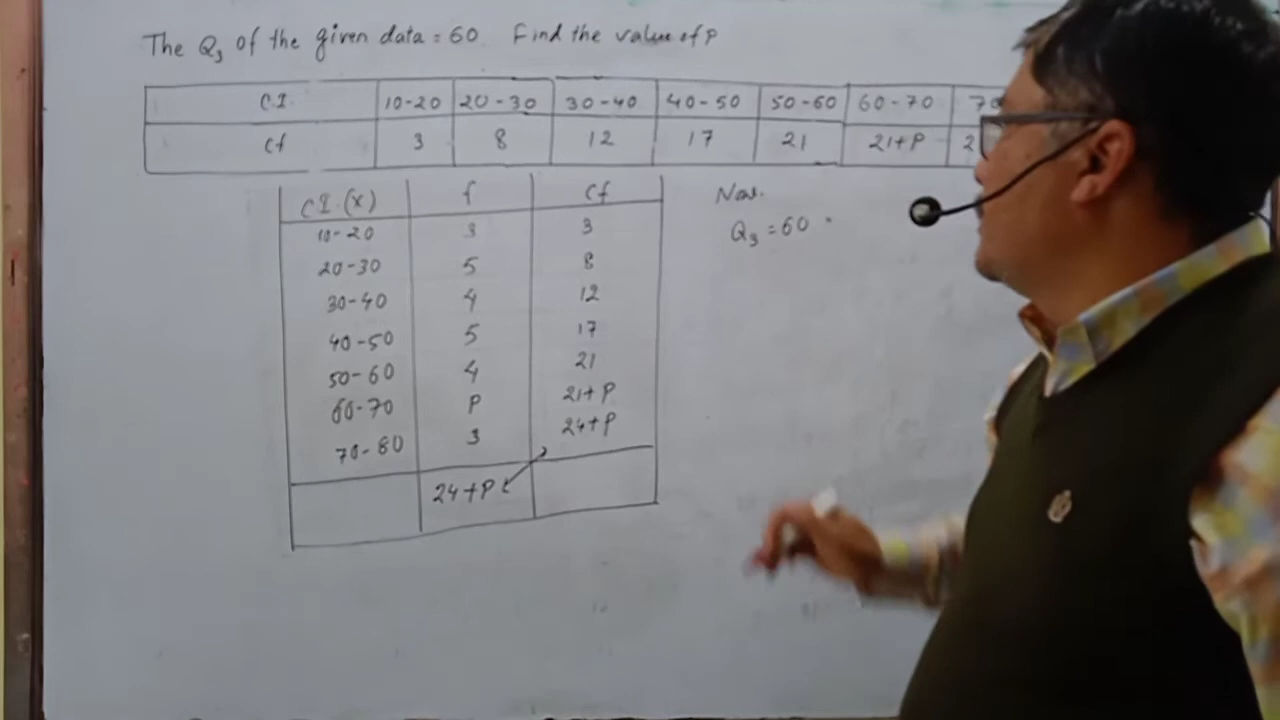 The Q3 of the given data = 60 Find the value of P
C.I. 10-20 20-30 30-40 40-50 50-60 60-70
Cf 3 8 12 17 21 21+P
C.I. (x) f Cf
10-20 3 3
20-30 5 8
30-40 4 12
40-50 5 17
50-60 4 21
60-70 P 21+P
70-80 3 24+P
24+P
Now.
Q3 = 60